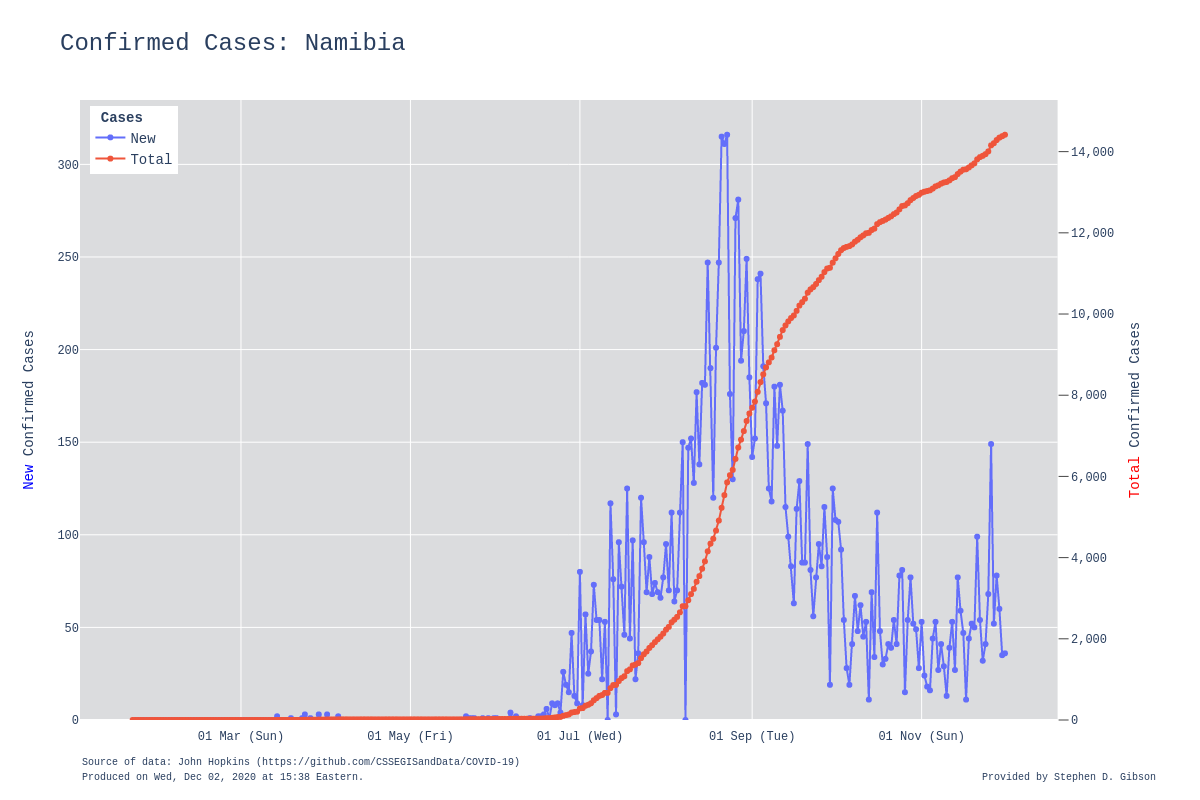 Confirmed Cases: Namibia
Cases
New
Total
300
250
200
150
100
50
0
14,000
12,000
10,000
8,000
6,000
4,000
2,000
0
New Confirmed Cases
Total Confirmed Cases
01 Mar (Sun)
01 May (Fri)
01 Jul (Wed)
01 Sep (Tue)
01 Nov (Sun)
Source of data: John Hopkins (https://github.com/CSSEGISandData/COVID-19)
Produced on Wed, Dec 02, 2020 at 15:38 Eastern.
Provided by Stephen D. Gibson